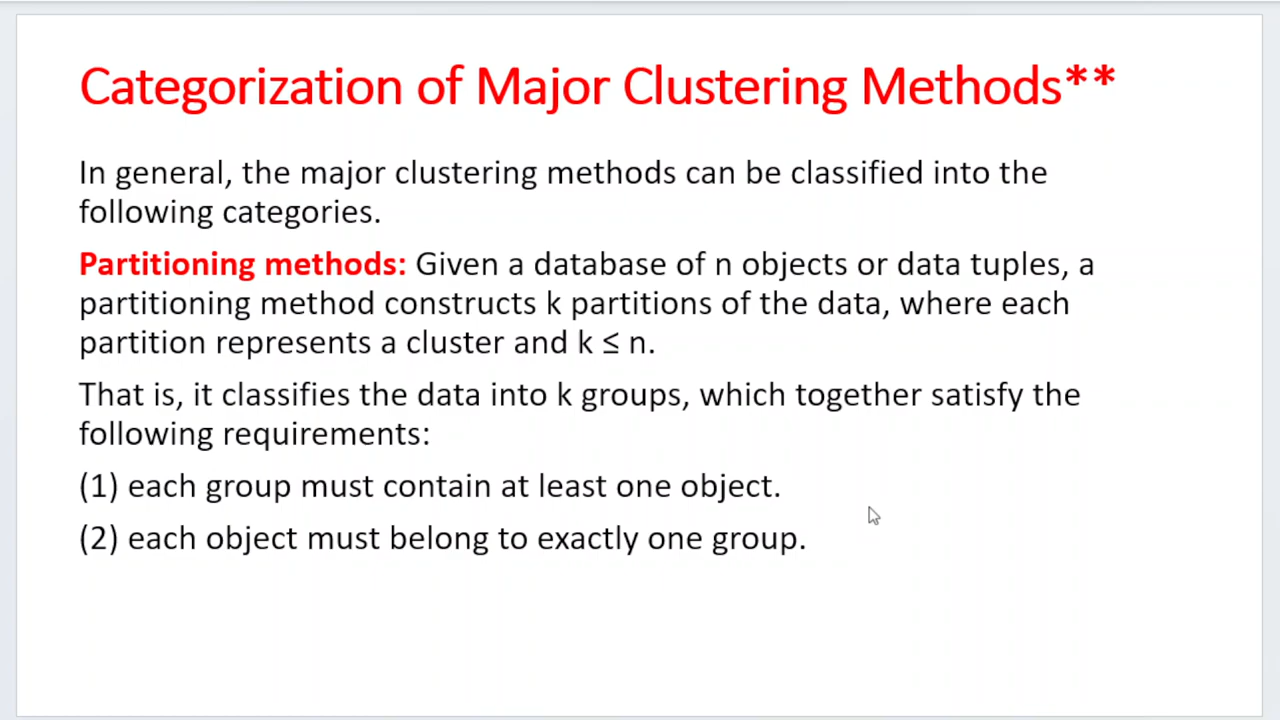 Categorization of Major Clustering Methods**
In general, the major clustering methods can be classified into the
following categories.
Partitioning methods: Given a database of n objects or data tuples, a
partitioning method constructs k partitions of the data, where each
partition represents a cluster and k ≤ n.
That is, it classifies the data into k groups, which together satisfy the
following requirements:
(1) each group must contain at least one object.
(2) each object must belong to exactly one group.